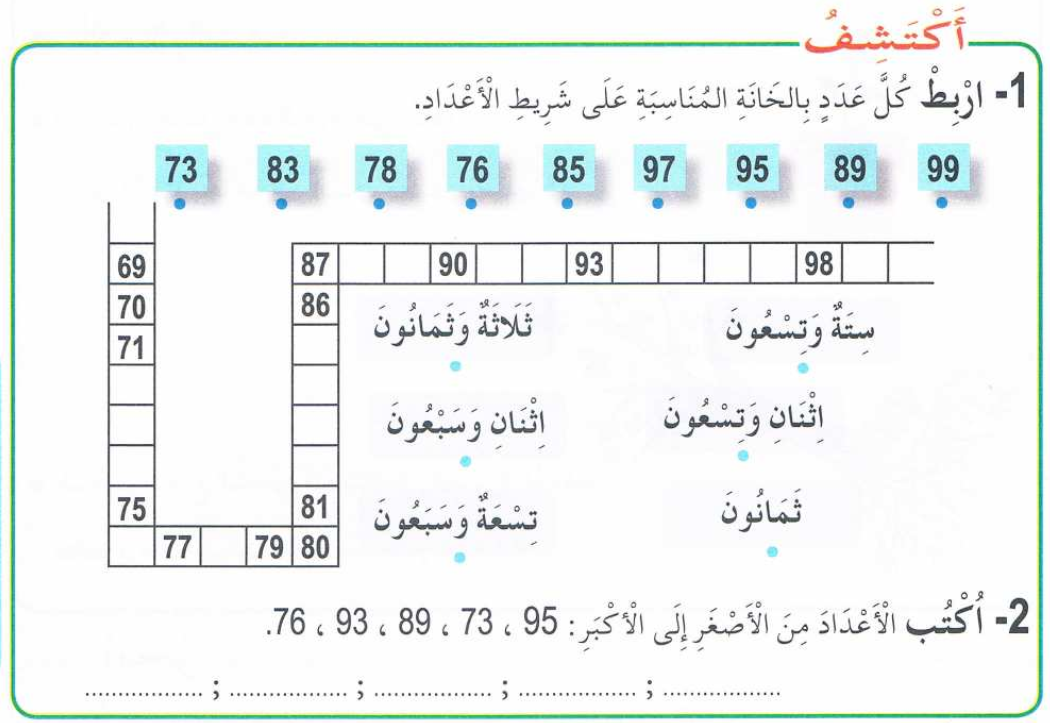 أَكْتَشِفُ
1- ارْبِطْ كُلَّ عَدَدٍ بِالخَانَةِ المُنَاسِبَةِ عَلَى شَرِيطِ الْأَعْدَادِ.
73 83 78 76 85 97 95 89 99
69 87 90 93 98
70 86
71
ثَلَاثَةٌ وَثَمَانُونَ سِتَةٌ وَتِسْعُونَ
اِثْنَانِ وَسَبْعُونَ اِثْنَانِ وَتِسْعُونَ
75 81
تِسْعَةٌ وَسَبَعُونَ ثَمَانُونَ
77 79 80
2- اُكْتُب الْأَعْدَادَ مِنَ الْأَصْغَرِ إِلَى الْأَكْبَرِ: 95 ، 73 ، 89 ، 93 ، 76.
................ ; ................ ; ................ ; ................ ; ................